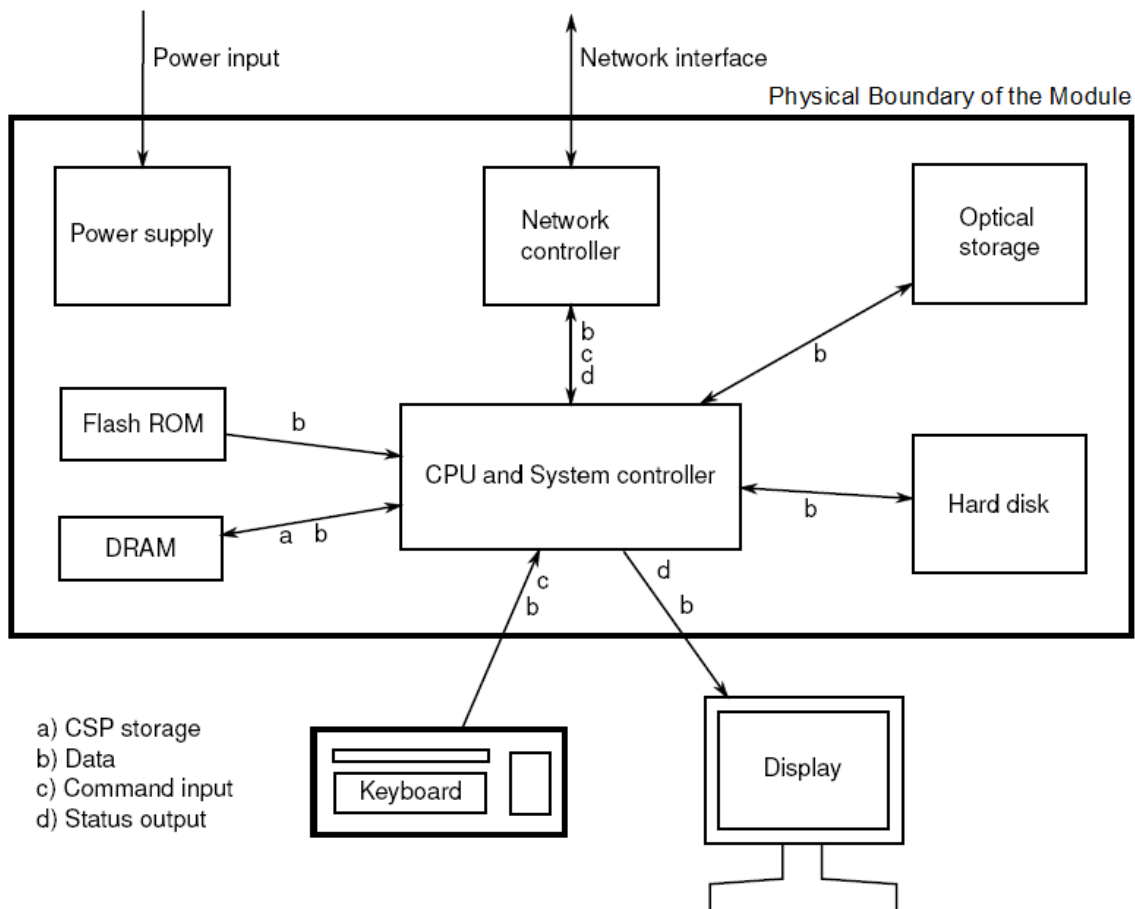 Power input
Network interface
Physical Boundary of the Module
Power supply
Network
controller
Optical
storage
b
c
d
b
Flash ROM
b
CPU and System controller
Hard disk
b
DRAM
a b
c
b
d
b
a) CSP storage
b) Data
c) Command input
d) Status output
Keyboard
Display